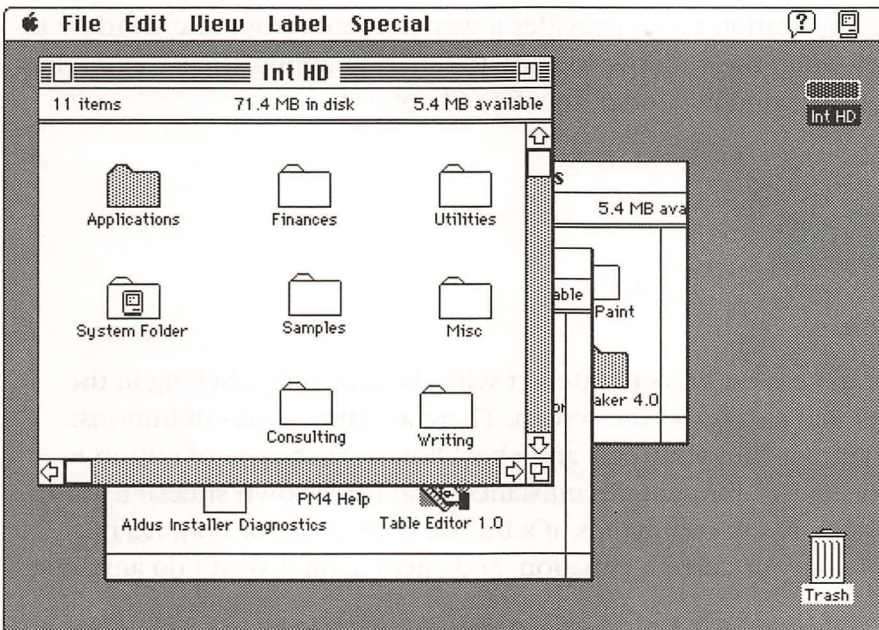 File Edit View Label Special
Int HD
11 items 71.4 MB in disk 5.4 MB available
Int HD
Applications Finances Utilities
s
5.4 MB ava
System Folder Samples Misc
able
Paint
Consulting Writing
or
aker 4.0
PM4 Help
Aldus Installer Diagnostics Table Editor 1.0
Trash